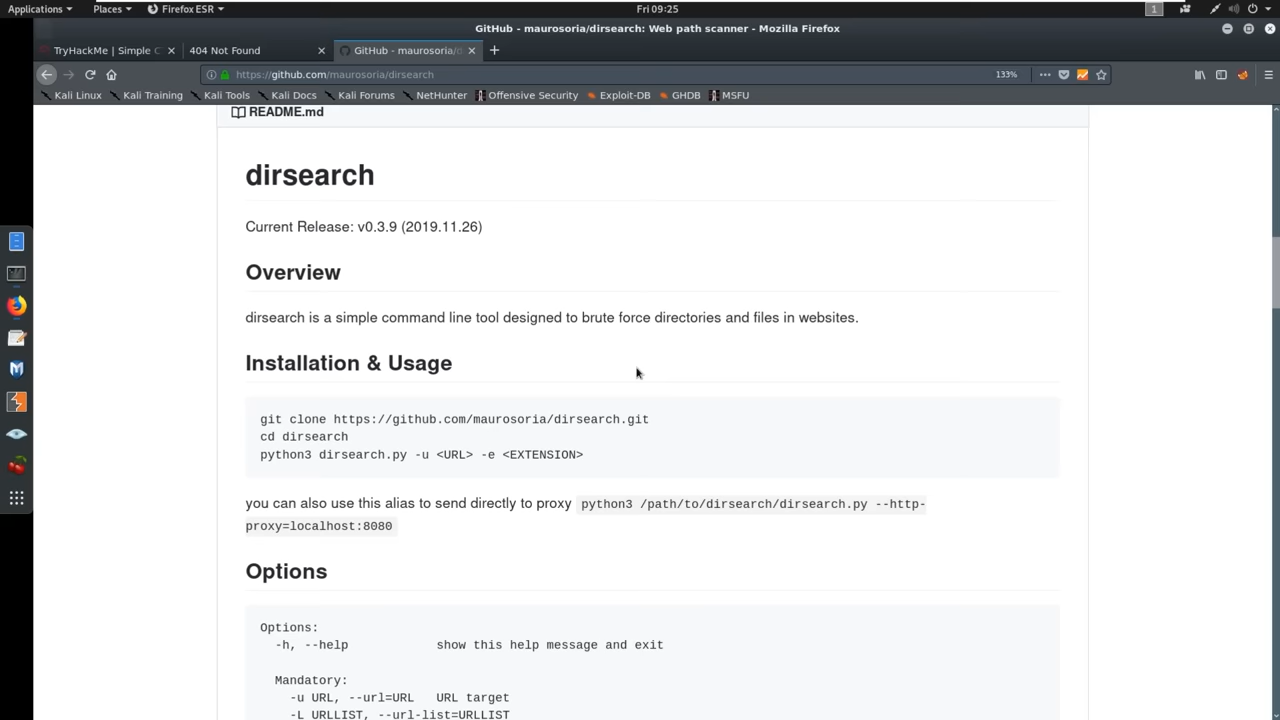 Applications Places Firefox ESR Fri 09:25 1
GitHub - maurosoria/dirsearch: Web path scanner - Mozilla Firefox
TryHackMe | Simple C 404 Not Found GitHub - maurosoria/d
https://github.com/maurosoria/dirsearch 133%
Kali Linux Kali Training Kali Tools Kali Docs Kali Forums NetHunter Offensive Security Exploit-DB GHDB MSFU
README.md
dirsearch
Current Release: v0.3.9 (2019.11.26)
Overview
dirsearch is a simple command line tool designed to brute force directories and files in websites.
Installation & Usage
git clone https://github.com/maurosoria/dirsearch.git
cd dirsearch
python3 dirsearch.py -u <URL> -e <EXTENSION>
you can also use this alias to send directly to proxy python3 /path/to/dirsearch/dirsearch.py --http-
proxy=localhost:8080
Options
Options:
-h, --help show this help message and exit
Mandatory:
-u URL, --url=URL URL target
-L URLLIST, --url-list=URLLIST